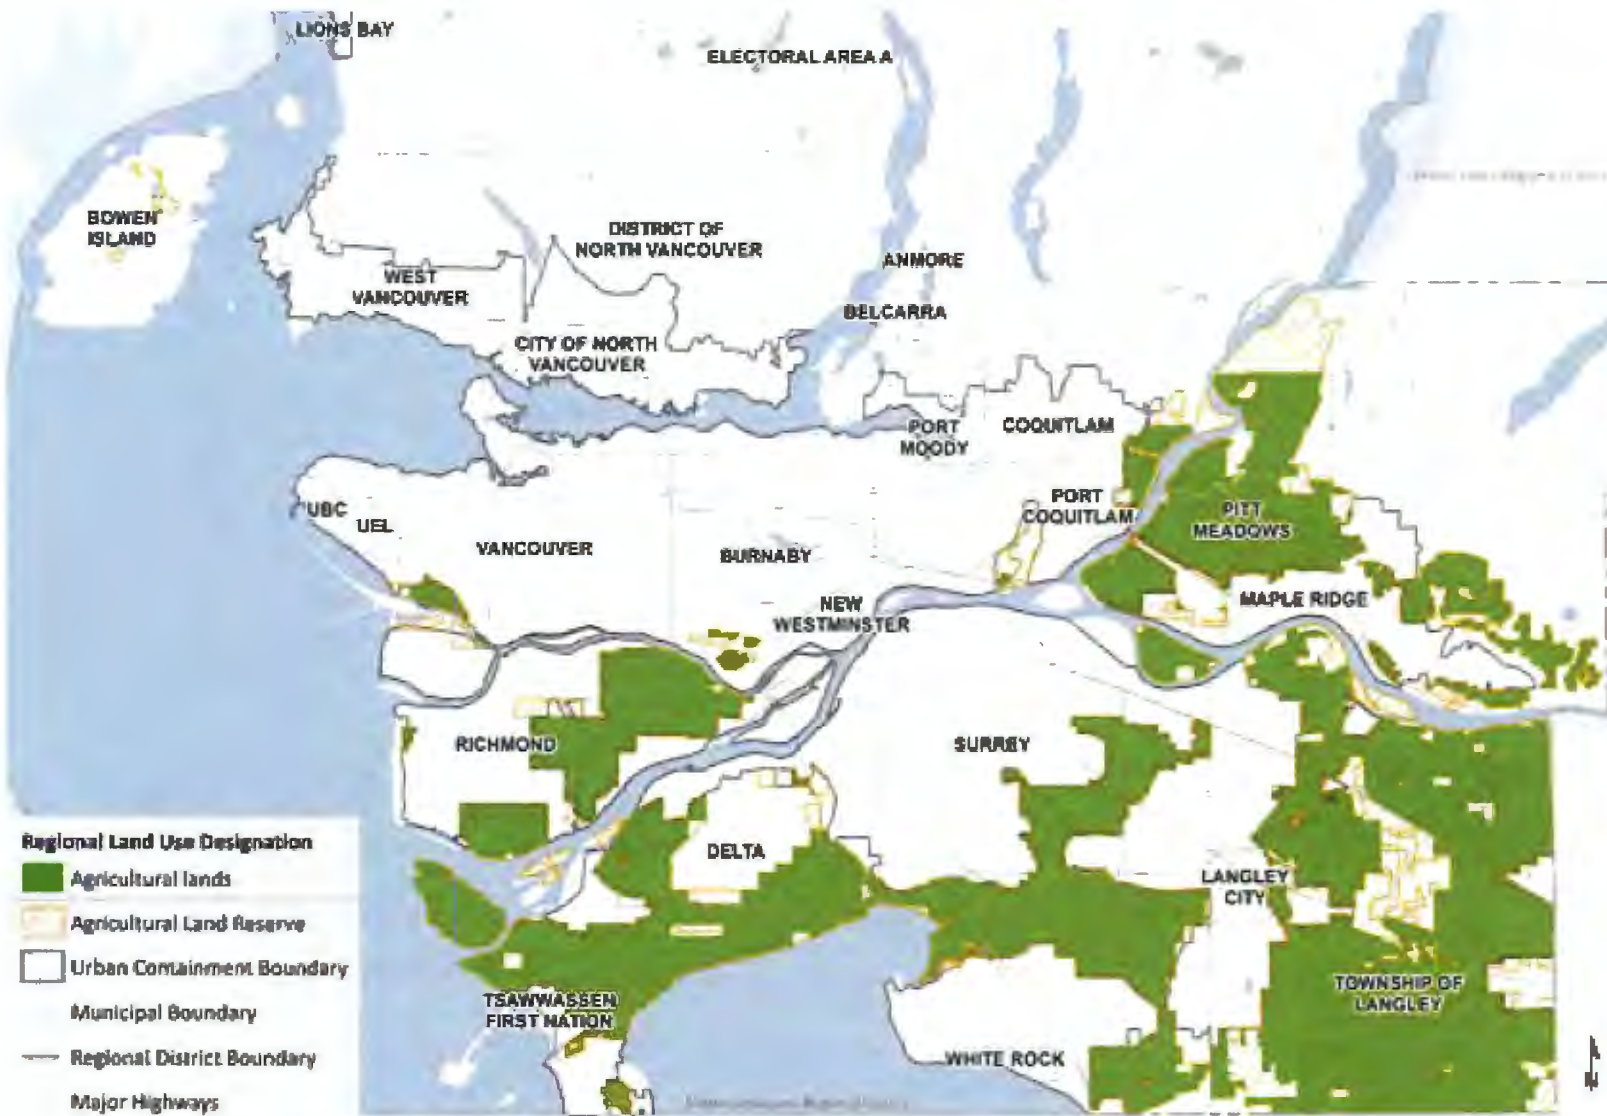 LIONS BAY
ELECTORAL AREA A
BOWEN
ISLAND
DISTRICT OF
NORTH VANCOUVER
ANMORE
WEST
VANCOUVER
BELCARRA
CITY OF NORTH
VANCOUVER
PORT
MOODY
COQUITLAM
PORT
COQUITLAM
PITT
MEADOWS
UBC
UEL
VANCOUVER
BURNABY
NEW
WESTMINSTER
MAPLE RIDGE
RICHMOND
SURREY
DELTA
LANGLEY
CITY
TSAWWASSEN
FIRST NATION
TOWNSHIP OF
LANGLEY
WHITE ROCK
Regional Land Use Designation
Agricultural lands
Agricultural Land Reserve
Urban Containment Boundary
Municipal Boundary
Regional District Boundary
Major Highways